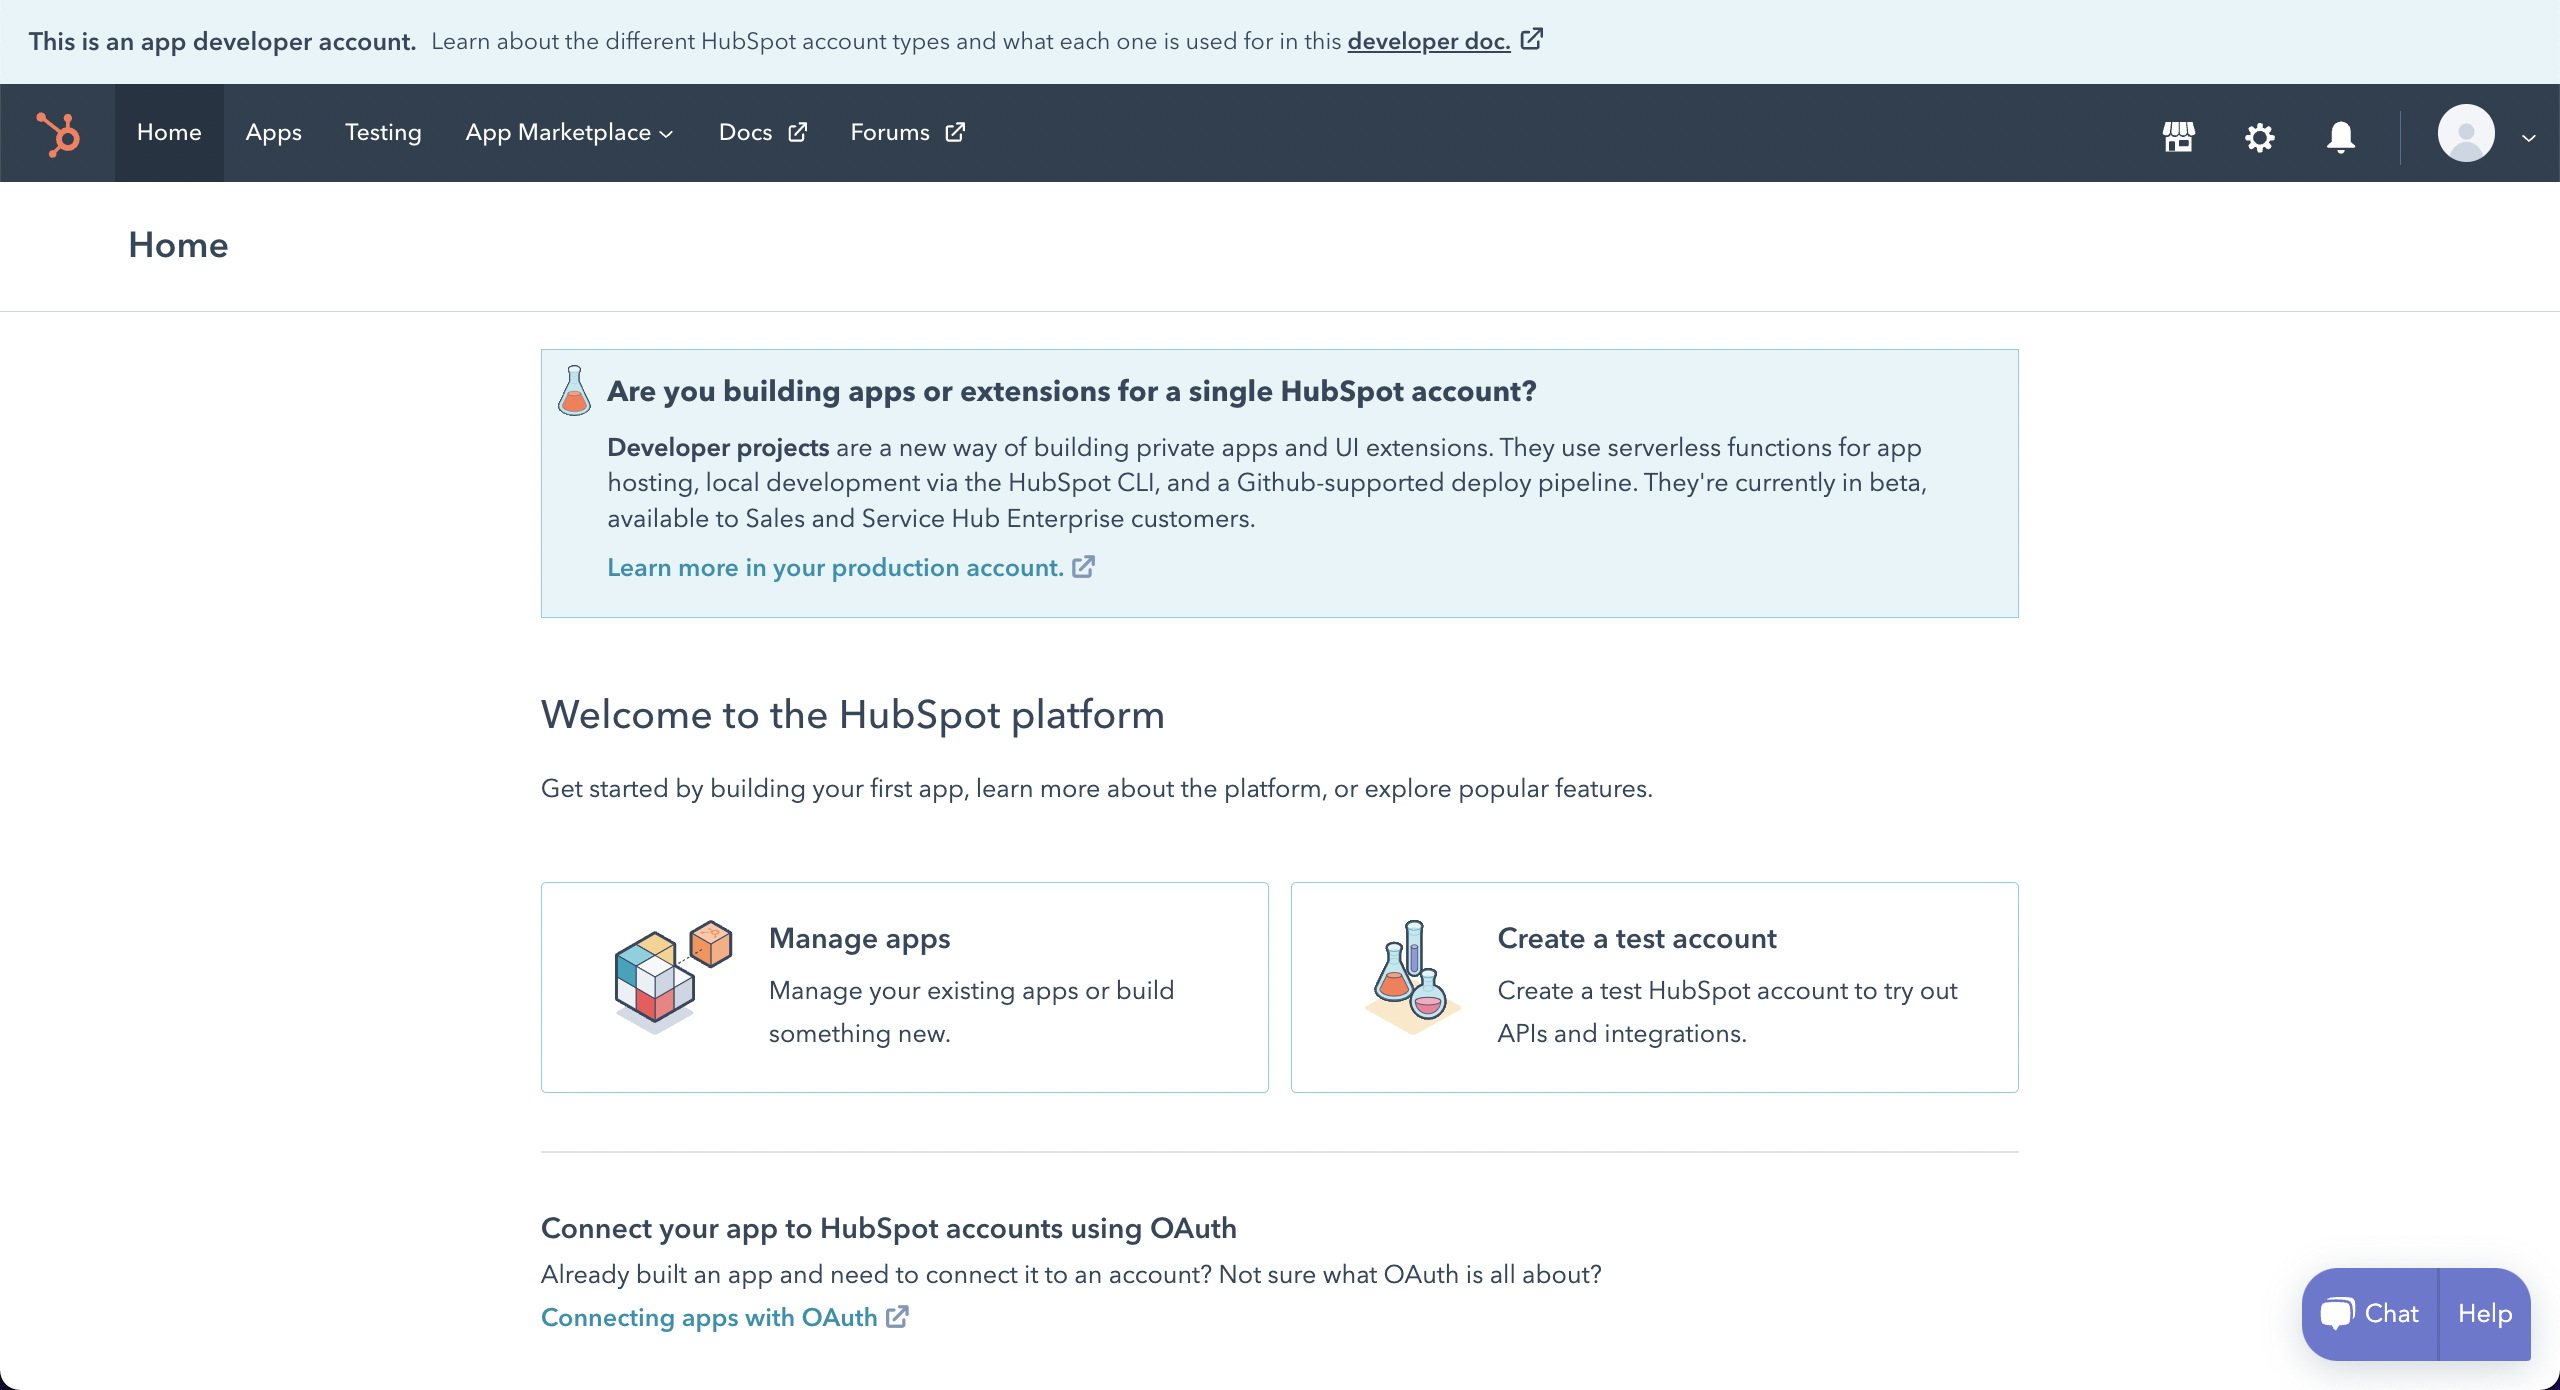 This is an app developer account. Learn about the different HubSpot account types and what each one is used for in this developer doc.
Home Apps Testing App Marketplace Docs Forums
Home
Are you building apps or extensions for a single HubSpot account?
Developer projects are a new way of building private apps and UI extensions. They use serverless functions for app
hosting, local development via the HubSpot CLI, and a Github-supported deploy pipeline. They're currently in beta,
available to Sales and Service Hub Enterprise customers.
Learn more in your production account.
Welcome to the HubSpot platform
Get started by building your first app, learn more about the platform, or explore popular features.
Manage apps
Manage your existing apps or build
something new.
Create a test account
Create a test HubSpot account to try out
APIs and integrations.
Connect your app to HubSpot accounts using OAuth
Already built an app and need to connect it to an account? Not sure what OAuth is all about?
Connecting apps with OAuth
Chat Help